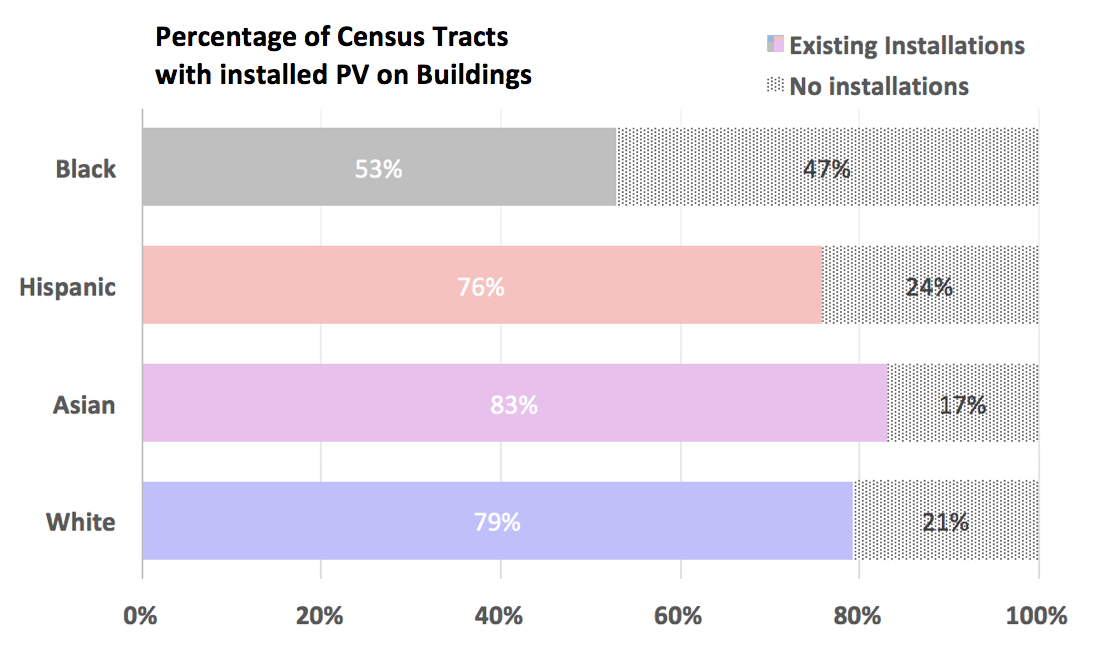 Percentage of Census Tracts
with installed PV on Buildings
Existing Installations
No installations
Black
53%
47%
Hispanic
76%
24%
Asian
83%
17%
White
79%
21%
0%
20%
40%
60%
80%
100%